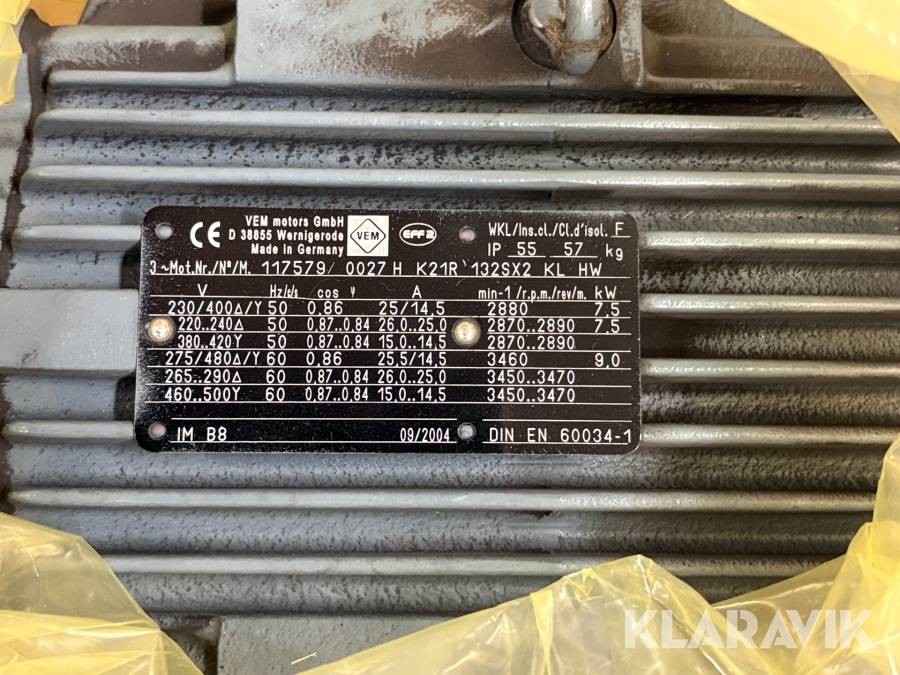 VEM motors GmbH
D 38855 Wernigerode
Made in Germany
CE
VEM
EFF2
WKL/Ins.cl./Cl.d'isol. F
IP 55 57 kg
3~Mot.Nr./N°/M. 117579/ 0027 H K21R 132SX2 KL HW
V Hz/c/s cos φ A min-1/r.p.m./rev/m. kW
230/400Δ/Y 50 0,86 25/14,5 2880 7,5
220..240Δ 50 0,87..0,84 26,0..25,0 2870..2890 7,5
380..420Y 50 0,87..0,84 15,0..14,5 2870..2890
275/480Δ/Y 60 0,86 25,5/14,5 3460 9,0
265..290Δ 60 0,87..0,84 26,0..25,0 3450..3470
460..500Y 60 0,87..0,84 15,0..14,5 3450..3470
IM B8 09/2004 DIN EN 60034-1
KLARAVIK